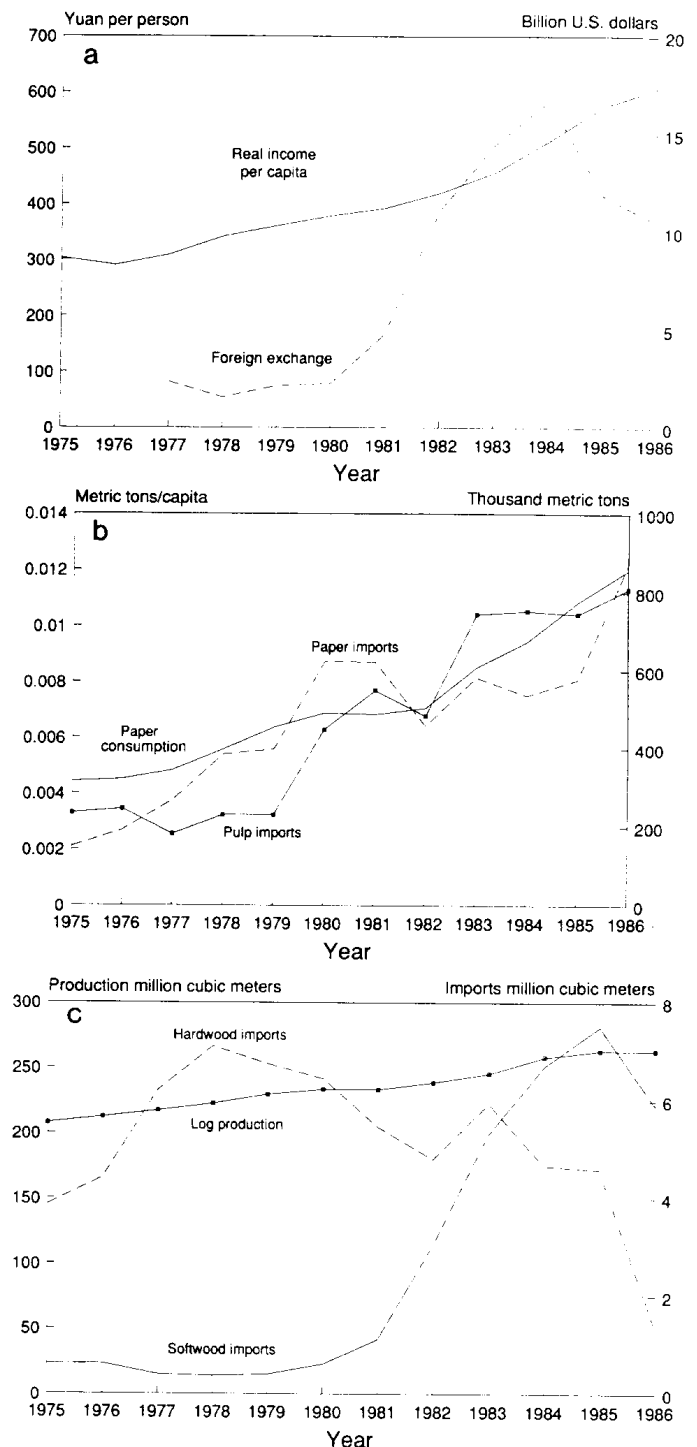 Yuan per person
Billion U.S. dollars
700
20
a
600
500
15
Real income
per capita
400
10
300
200
5
Foreign exchange
100
0
0
1975 1976 1977 1978 1979 1980 1981 1982 1983 1984 1985 1986
Year
Metric tons/capita
Thousand metric tons
0.014
1000
b
0.012
800
0.01
Paper imports
0.008
600
Paper
consumption
0.006
400
0.004
Pulp imports
200
0.002
0
0
1975 1976 1977 1978 1979 1980 1981 1982 1983 1984 1985 1986
Year
Production million cubic meters
Imports million cubic meters
300
8
c
Hardwood imports
250
6
Log production
200
150
4
100
2
50
Softwood imports
0
0
1975 1976 1977 1978 1979 1980 1981 1982 1983 1984 1985 1986
Year